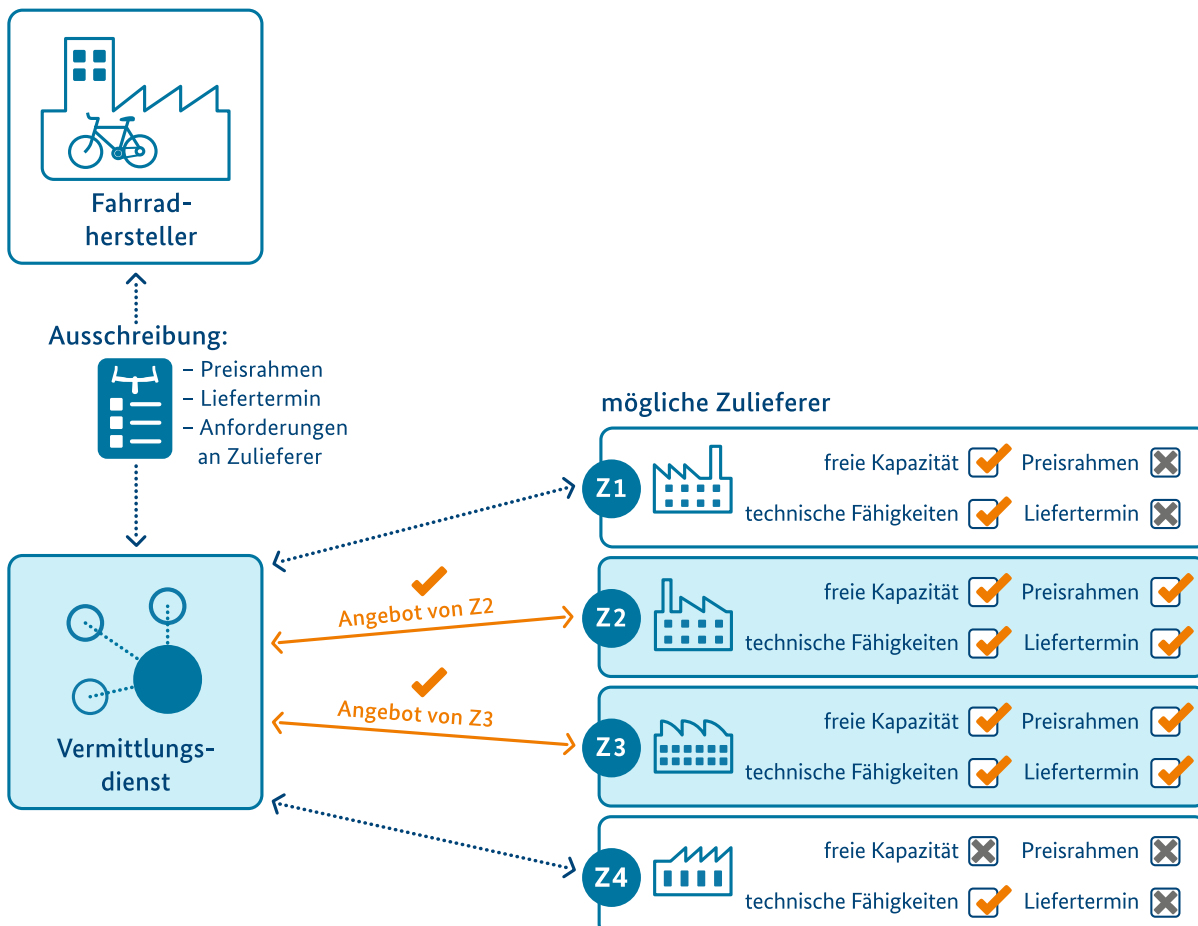 Fahrrad-
hersteller
Ausschreibung:
– Preisrahmen
– Liefertermin
– Anforderungen
an Zulieferer
Vermittlungs-
dienst
Angebot von Z2
Angebot von Z3
mögliche Zulieferer
Z1
freie Kapazität Preisrahmen
technische Fähigkeiten Liefertermin
Z2
freie Kapazität Preisrahmen
technische Fähigkeiten Liefertermin
Z3
freie Kapazität Preisrahmen
technische Fähigkeiten Liefertermin
Z4
freie Kapazität Preisrahmen
technische Fähigkeiten Liefertermin